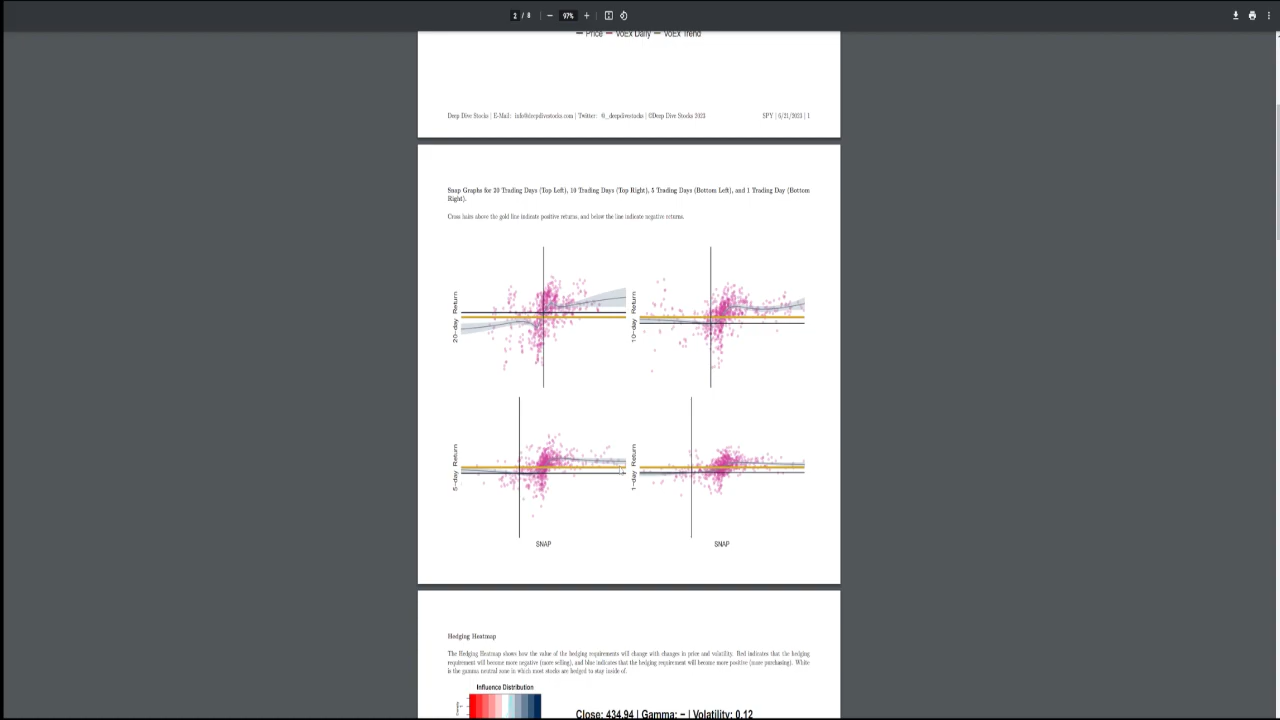 2 / 8 — 97% +
Price VolEx Daily VolEx Trend
Deep Dive Stocks | E-Mail: info@deepdivestocks.com | Twitter: @_deepdivestocks | ©Deep Dive Stocks 2023 SPY | 6/21/2023 | 1
Snap Graphs for 20 Trading Days (Top Left), 10 Trading Days (Top Right), 5 Trading Days (Bottom Left), and 1 Trading Day (Bottom
Right).
Cross hairs above the gold line indicate positive returns, and below the line indicate negative returns.
20-day Return
10-day Return
5-day Return
1-day Return
SNAP SNAP
Hedging Heatmap
The Hedging Heatmap shows how the value of the hedging requirements will change with changes in price and volatility. Red indicates that the hedging
requirement will become more negative (more selling), and blue indicates that the hedging requirement will become more positive (more purchasing). White
is the gamma neutral zone in which most stocks are hedged to stay inside of.
Influence Distribution
Close: 434.94 | Gamma: − | Volatility: 0.12